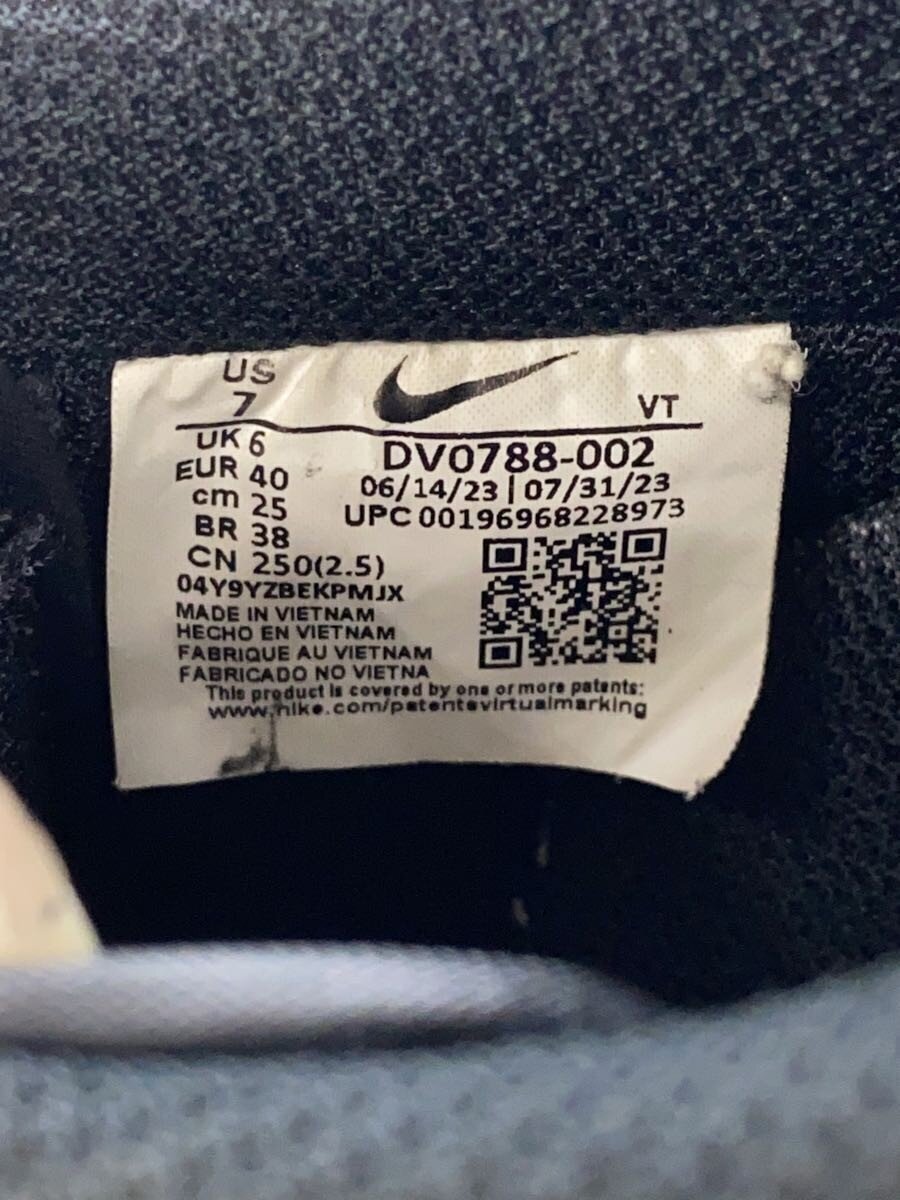 US
7
VT
UK 6
EUR 40
cm 25
BR 38
CN 250(2.5)
DV0788-002
06/14/23 | 07/31/23
UPC 00196968228973
04Y9YZBEKPMJX
MADE IN VIETNAM
HECHO EN VIETNAM
FABRIQUE AU VIETNAM
FABRICADO NO VIETNA
This product is covered by one or more patents:
www.nike.com/patentsvirtualmarking